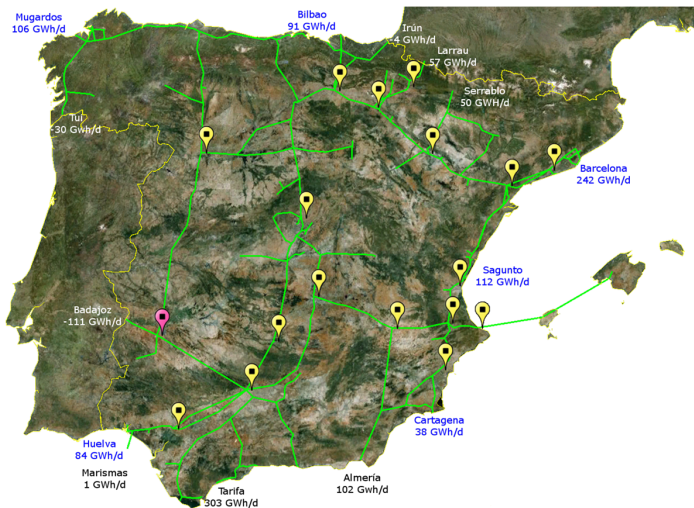 Mugardos
106 GWh/d
Bilbao
91 GWh/d
Irún
-4 GWh/d
Larrau
57 GWh/d
Serrablo
50 GWH/d
Tui
-30 Gwh/d
Barcelona
242 GWh/d
Sagunto
112 GWh/d
Badajoz
-111 GWh/d
Cartagena
38 GWh/d
Huelva
84 GWh/d
Marismas
1 GWh/d
Almería
102 GWh/d
Tarifa
303 GWh/d